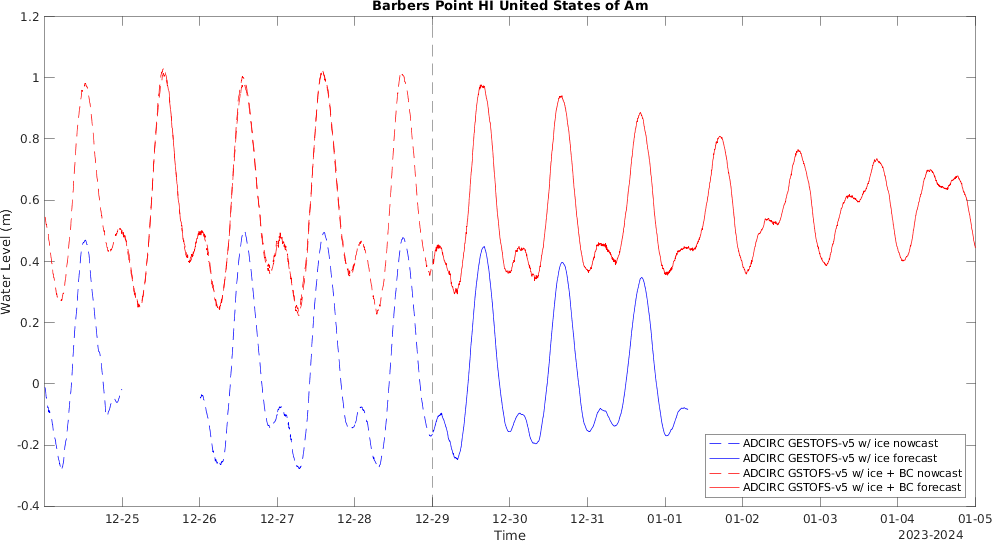 Barbers Point HI United States of Am
Water Level (m)
1.2
1
0.8
0.6
0.4
0.2
0
-0.2
-0.4
ADCIRC GESTOFS-v5 w/ ice nowcast
ADCIRC GESTOFS-v5 w/ ice forecast
ADCIRC GSTOFS-v5 w/ ice + BC nowcast
ADCIRC GSTOFS-v5 w/ ice + BC forecast
12-25 12-26 12-27 12-28 12-29 12-30 12-31 01-01 01-02 01-03 01-04 01-05
Time
2023-2024